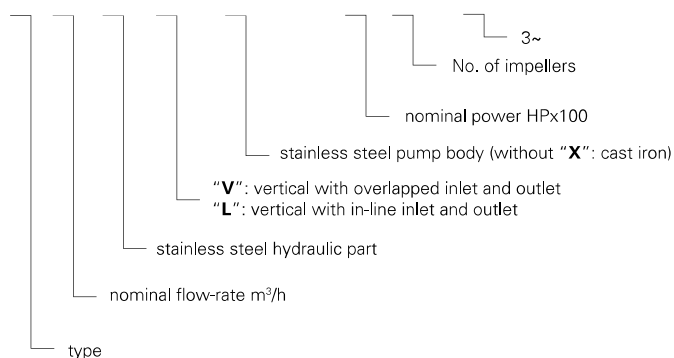 3~
No. of impellers
nominal power HPx100
stainless steel pump body (without “X”: cast iron)
“V”: vertical with overlapped inlet and outlet
“L”: vertical with in-line inlet and outlet
stainless steel hydraulic part
nominal flow-rate m³/h
type